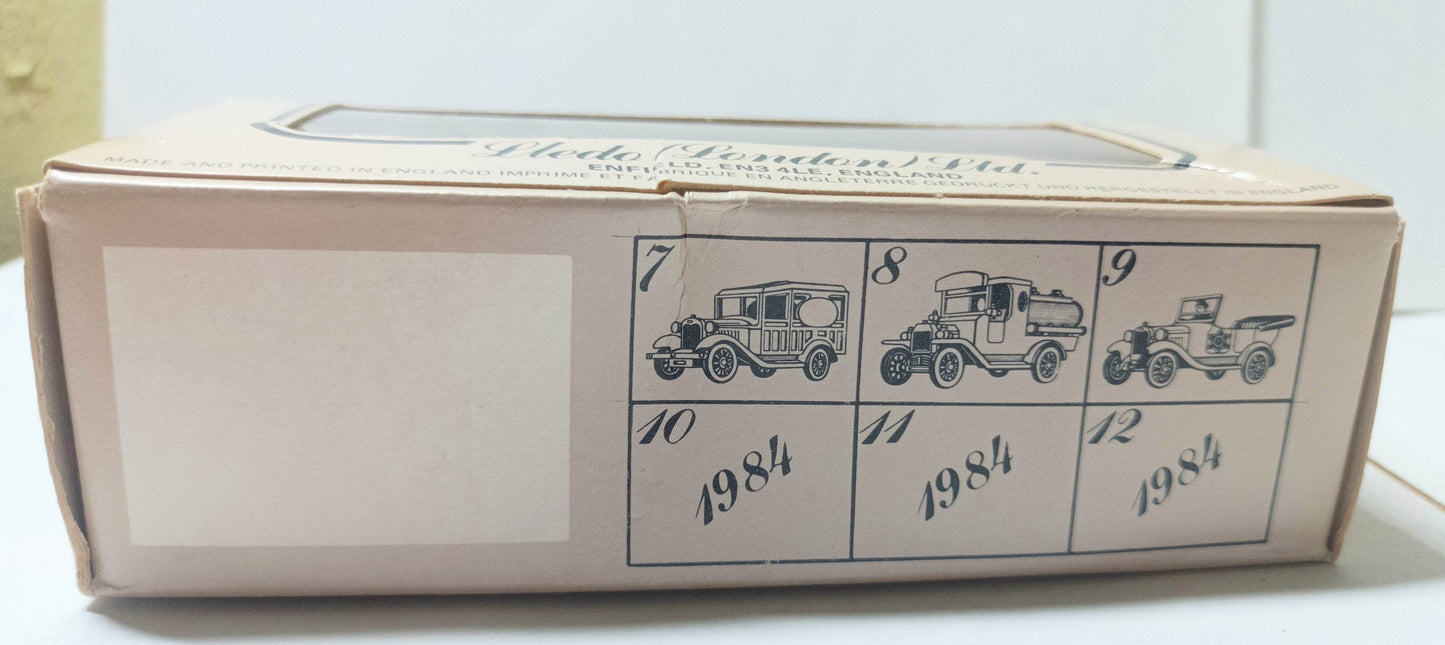 Lledo (London) Ltd.
ENFIELD, EN3 4LE, ENGLAND
MADE AND PRINTED IN ENGLAND IMPRIME ET FABRIQUE EN ANGLETERRE GEDRUCKT UND HERGESTELLT IN ENGLAND
7 8 9
10 11 12
1984 1984 1984